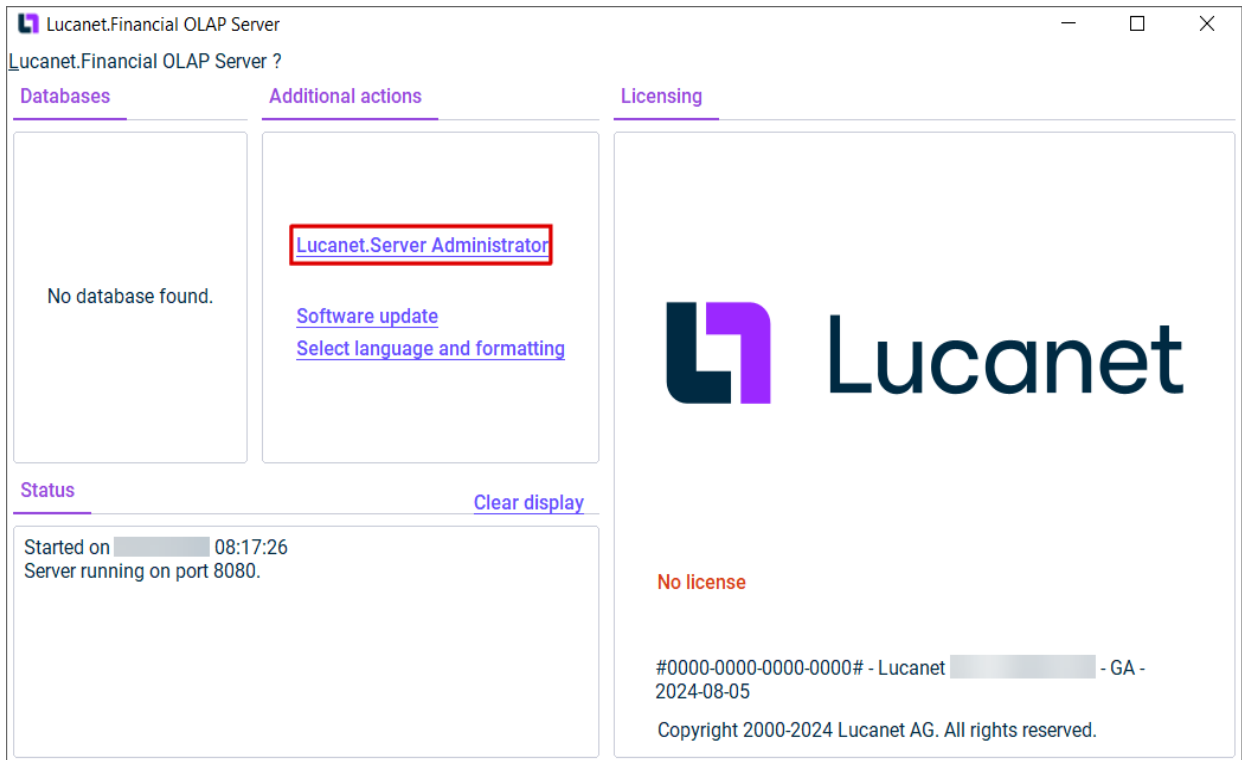 Lucanet.Financial OLAP Server
Lucanet.Financial OLAP Server ?
Databases
Additional actions
Licensing
No database found.
Lucanet.Server Administrator
Software update
Select language and formatting
Lucanet
Status
Clear display
Started on 08:17:26
Server running on port 8080.
No license
#0000-0000-0000-0000# - Lucanet - GA -
2024-08-05
Copyright 2000-2024 Lucanet AG. All rights reserved.